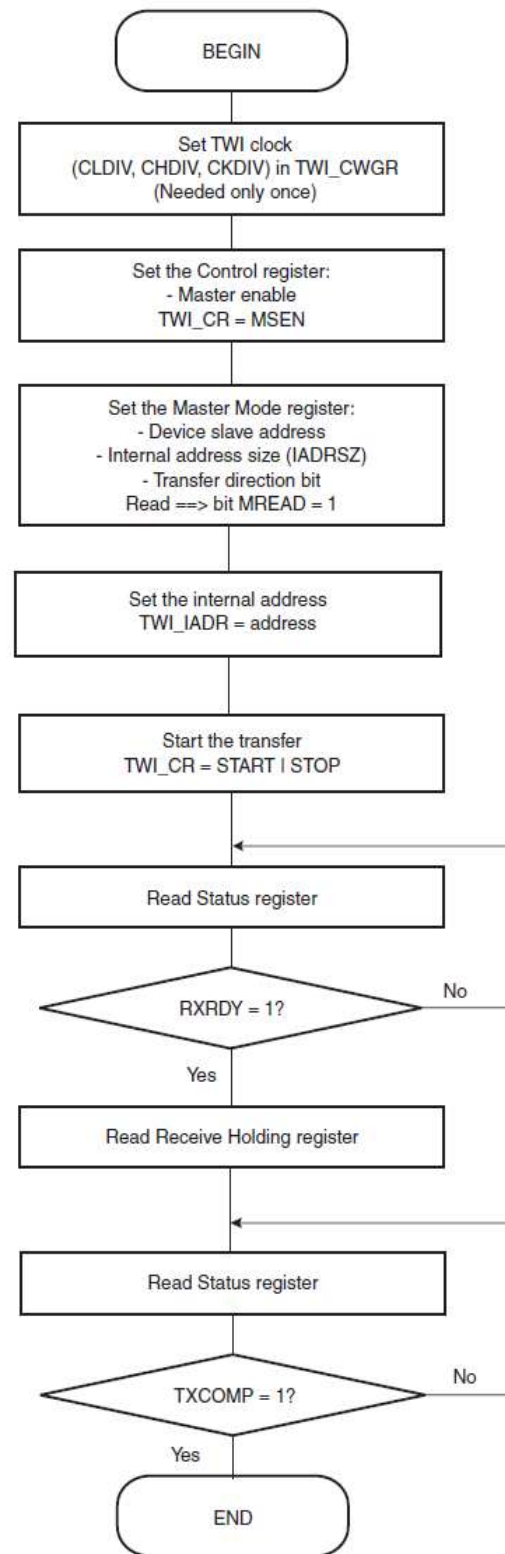 BEGIN
Set TWI clock
(CLDIV, CHDIV, CKDIV) in TWI_CWGR
(Needed only once)
Set the Control register:
- Master enable
TWI_CR = MSEN
Set the Master Mode register:
- Device slave address
- Internal address size (IADRSZ)
- Transfer direction bit
Read ==> bit MREAD = 1
Set the internal address
TWI_IADR = address
Start the transfer
TWI_CR = START | STOP
Read Status register
RXRDY = 1?
No
Yes
Read Receive Holding register
Read Status register
TXCOMP = 1?
No
Yes
END